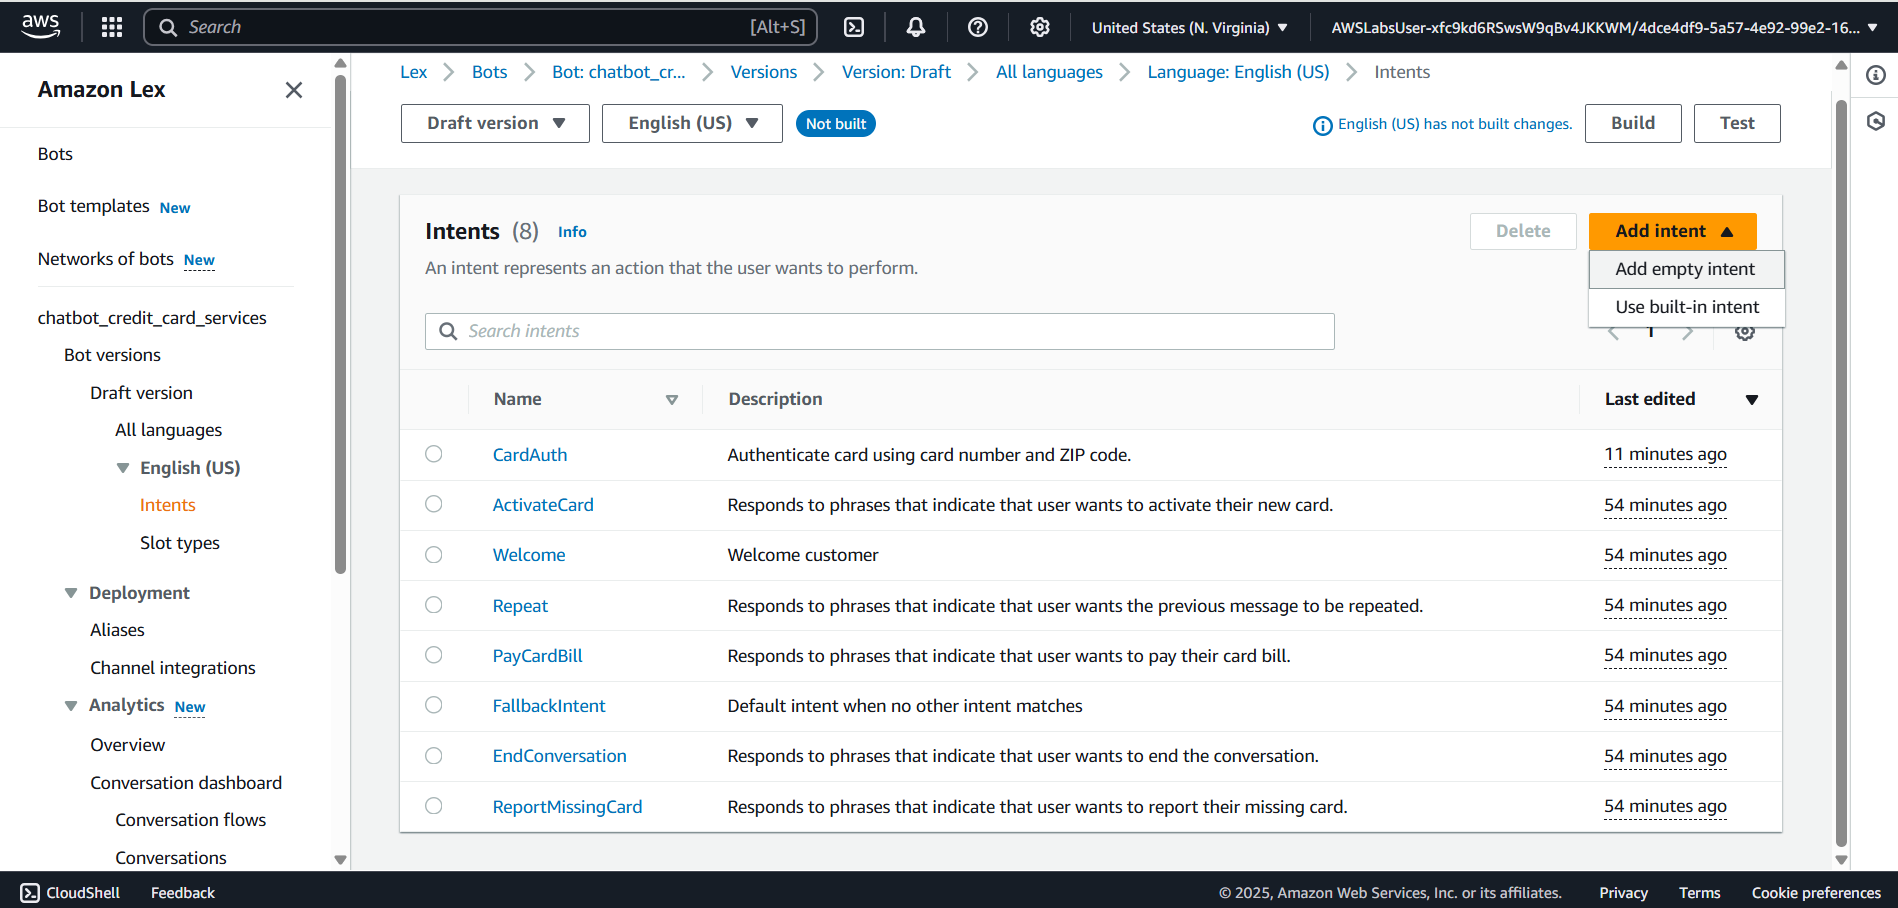 aws
Search
[Alt+S]
United States (N. Virginia)
AWSLabsUser-xfc9kd6RSwsW9qBv4JKKWM/4dce4df9-5a57-4e92-99e2-16...
Amazon Lex
Bots
Bot templates New
Networks of bots New
chatbot_credit_card_services
Bot versions
Draft version
All languages
English (US)
Intents
Slot types
Deployment
Aliases
Channel integrations
Analytics New
Overview
Conversation dashboard
Conversation flows
Conversations
Lex
Bots
Bot: chatbot_cr...
Versions
Version: Draft
All languages
Language: English (US)
Intents
Draft version
English (US)
Not built
English (US) has not built changes.
Build
Test
Intents (8) Info
Delete
Add intent
An intent represents an action that the user wants to perform.
Add empty intent
Use built-in intent
Search intents
1
Name Description Last edited
CardAuth Authenticate card using card number and ZIP code. 11 minutes ago
ActivateCard Responds to phrases that indicate that user wants to activate their new card. 54 minutes ago
Welcome Welcome customer 54 minutes ago
Repeat Responds to phrases that indicate that user wants the previous message to be repeated. 54 minutes ago
PayCardBill Responds to phrases that indicate that user wants to pay their card bill. 54 minutes ago
FallbackIntent Default intent when no other intent matches 54 minutes ago
EndConversation Responds to phrases that indicate that user wants to end the conversation. 54 minutes ago
ReportMissingCard Responds to phrases that indicate that user wants to report their missing card. 54 minutes ago
CloudShell
Feedback
© 2025, Amazon Web Services, Inc. or its affiliates.
Privacy
Terms
Cookie preferences